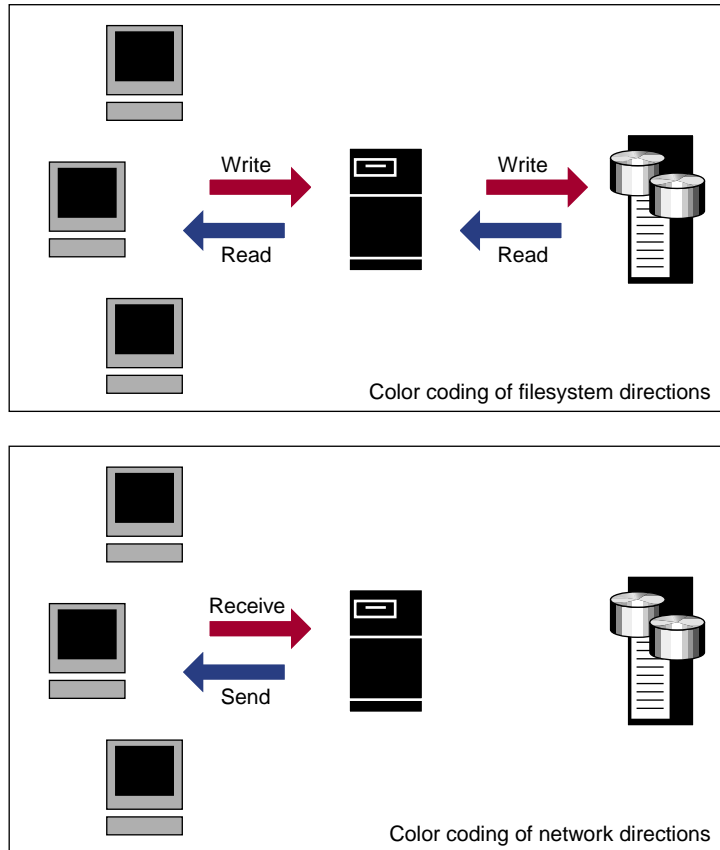 Write
Write
Read
Read
Color coding of filesystem directions
Receive
Send
Color coding of network directions